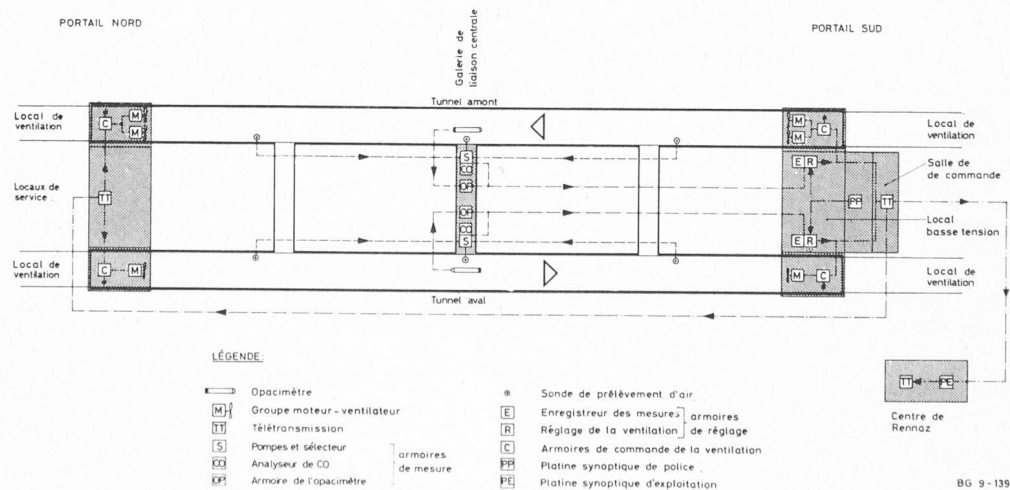 PORTAIL NORD
PORTAIL SUD
Galerie de
liaison centrale
Tunnel amont
Local de
ventilation
C
M
M
M
M
C
Local de
ventilation
S
CO
OP
E R
Salle de
de commande
Locaux de
service
TT
PP
TT
OP
CO
S
E R
Local
basse tension
Local de
ventilation
C
M
M
C
Local de
ventilation
Tunnel aval
LÉGENDE:
Opacimètre
M Groupe moteur-ventilateur
TT Télétransmission
S Pompes et sélecteur
CO Analyseur de CO
OP Armoire de l'opacimètre
armoires
de mesure
Sonde de prélèvement d'air
E Enregistreur des mesures
R Réglage de la ventilation
armoires
de réglage
C Armoires de commande de la ventilation
PP Platine synoptique de police
PE Platine synoptique d'exploitation
TT
PE
Centre de
Rennaz
BG 9-139